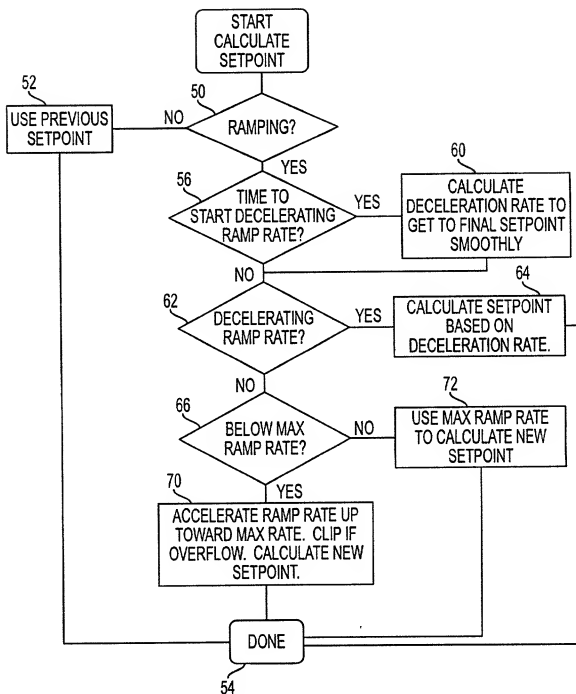 START
CALCULATE
SETPOINT
52
50
USE PREVIOUS
SETPOINT
NO
RAMPING?
YES
56
60
TIME TO
START DECELERATING
RAMP RATE?
YES
CALCULATE
DECELERATION RATE TO
GET TO FINAL SETPOINT
SMOOTHLY
NO
62
64
DECELERATING
RAMP RATE?
YES
CALCULATE SETPOINT
BASED ON
DECELERATION RATE.
NO
66
72
BELOW MAX
RAMP RATE?
NO
USE MAX RAMP RATE
TO CALCULATE NEW
SETPOINT
YES
70
ACCELERATE RAMP RATE UP
TOWARD MAX RATE. CLIP IF
OVERFLOW. CALCULATE NEW
SETPOINT.
DONE
54